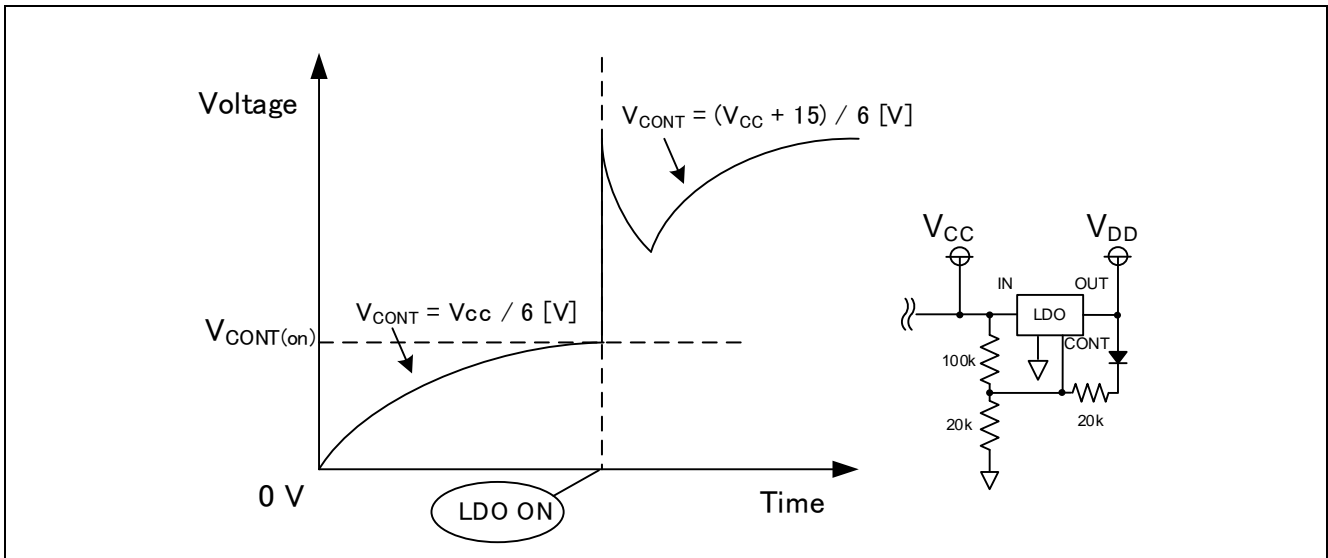 Voltage
V_CONT = (V_CC + 15) / 6 [V]
V_CONT = Vcc / 6 [V]
V_CONT(on)
0 V
LDO ON
Time
V_CC
V_DD
IN
OUT
LDO
CONT
100k
20k
20k